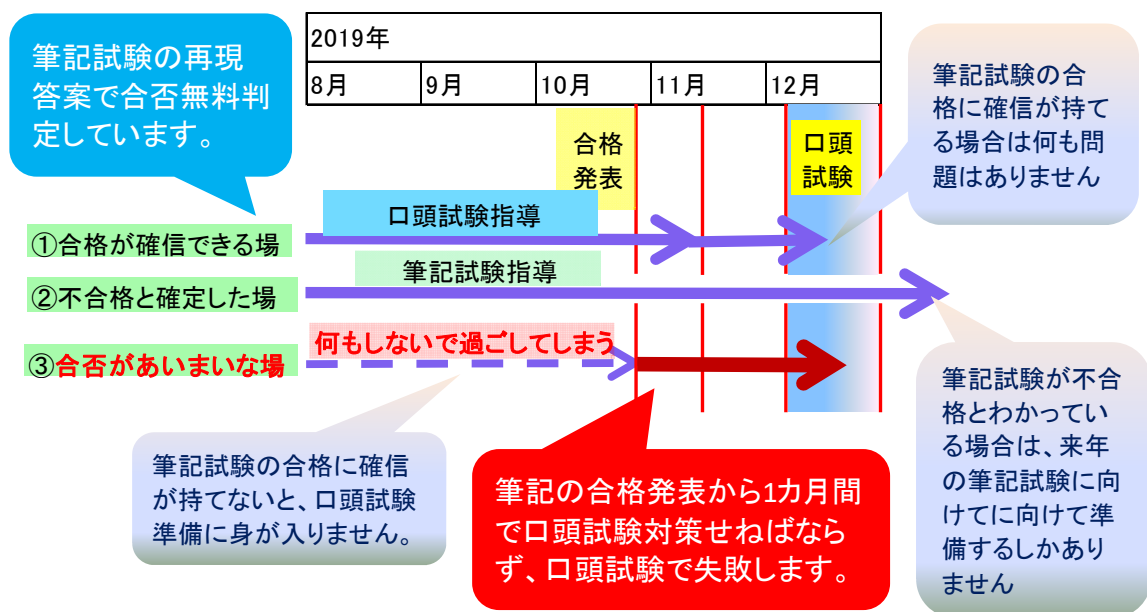 筆記試験の再現
答案で合否無料判
定しています。
2019年
8月 9月 10月 11月 12月
合格
発表
口頭
試験
筆記試験の合
格に確信が持て
る場合は何も問
題はありません
口頭試験指導
①合格が確信できる場
筆記試験指導
②不合格と確定した場
何もしないで過ごしてしまう
③合否があいまいな場
筆記試験の合格に確信
が持てないと、口頭試験
準備に身が入りません。
筆記の合格発表から1カ月間
で口頭試験対策せねばなら
ず、口頭試験で失敗します。
筆記試験が不合
格とわかってい
る場合は、来年
の筆記試験に向
けてに向けて準
備するしかあり
ません